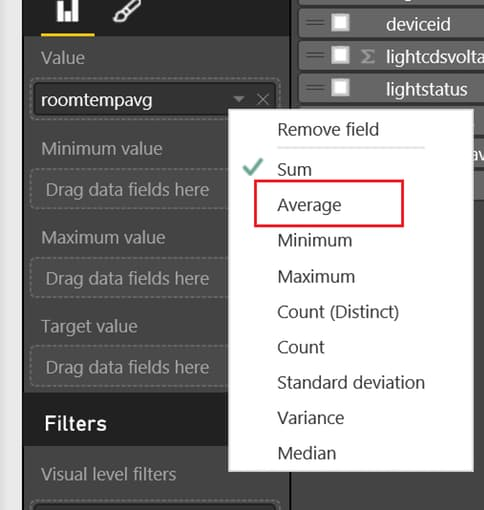 Value
roomtempavg
Minimum value
Drag data fields here
Maximum value
Drag data fields here
Target value
Drag data fields here
Filters
Visual level filters
Remove field
Sum
Average
Minimum
Maximum
Count (Distinct)
Count
Standard deviation
Variance
Median
deviceid
Σ lightcdsvolta
lightstatus